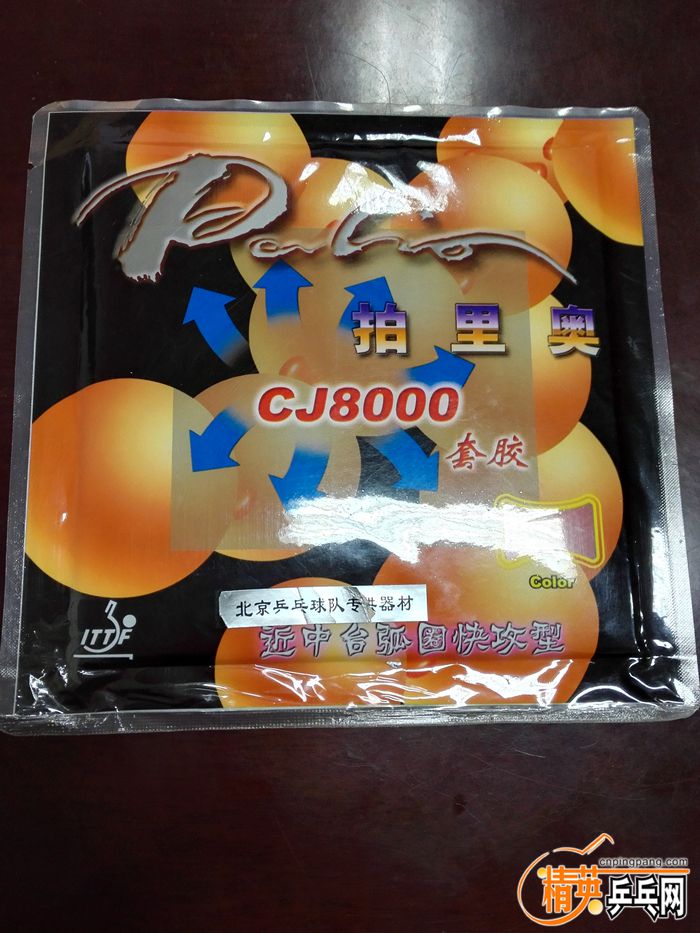 Palio
拍里奥
CJ8000
套胶
Color
北京乒乓球队专供器材
ITTF
近中台弧圈快攻型
cnpingpang.com
精英乒乓网